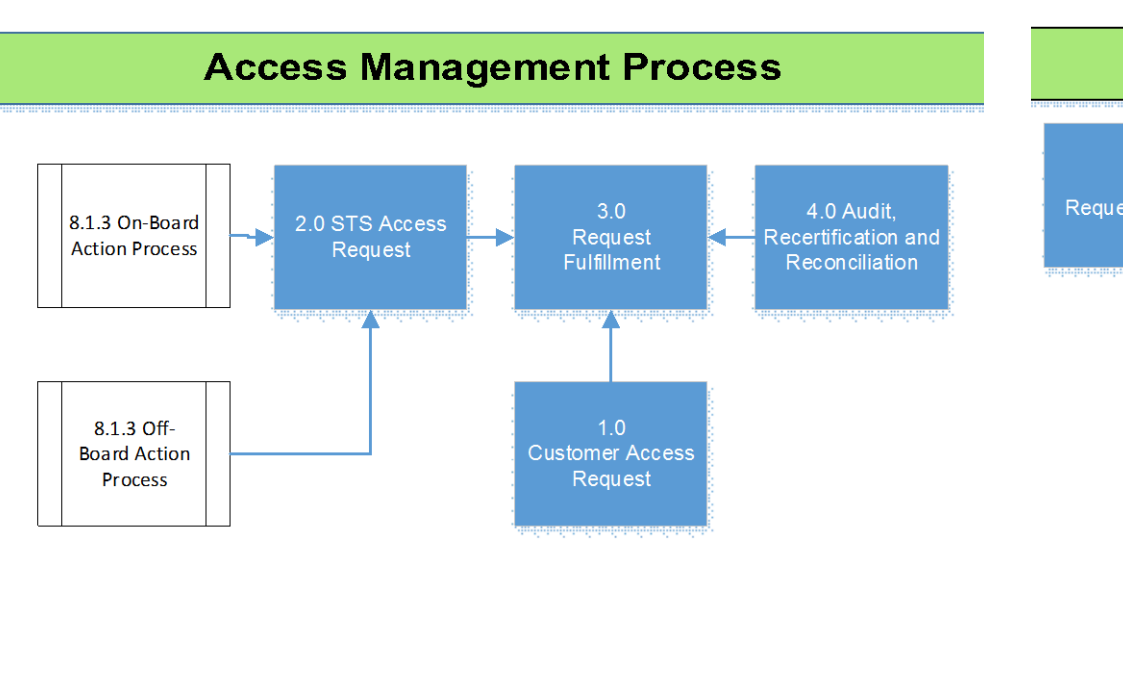 Access Management Process
8.1.3 On-Board
Action Process
2.0 STS Access
Request
3.0
Request
Fulfillment
4.0 Audit,
Recertification and
Reconciliation
8.1.3 Off-
Board Action
Process
1.0
Customer Access
Request